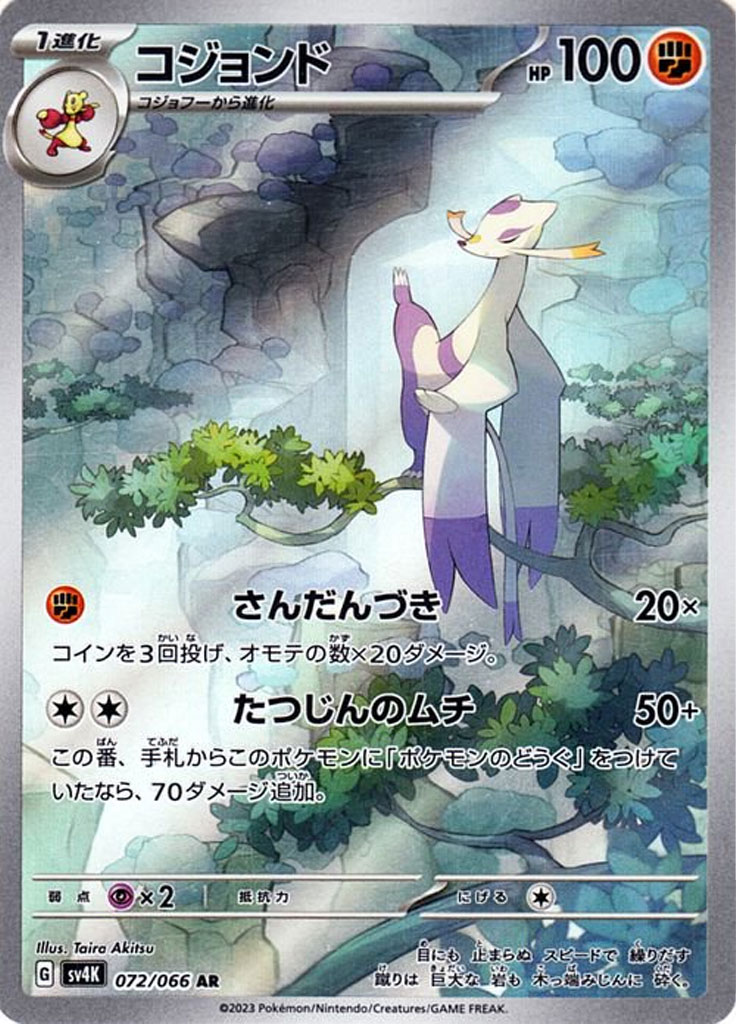 1進化
コジョンド
HP 100
コジョフーから進化
さんだんづき 20×
コインを3回投げ、オモテの数×20ダメージ。
たつじんのムチ 50+
この番、手札からこのポケモンに「ポケモンのどうぐ」をつけて
いたなら、70ダメージ追加。
弱点 ×2 抵抗力 にげる
Illus. Taira Akitsu
目にも 止まらぬ スピードで 繰りだす
蹴りは 巨大な 岩も 木っ端みじんに 砕く。
G sv4K 072/066 AR
©2023 Pokémon/Nintendo/Creatures/GAME FREAK.